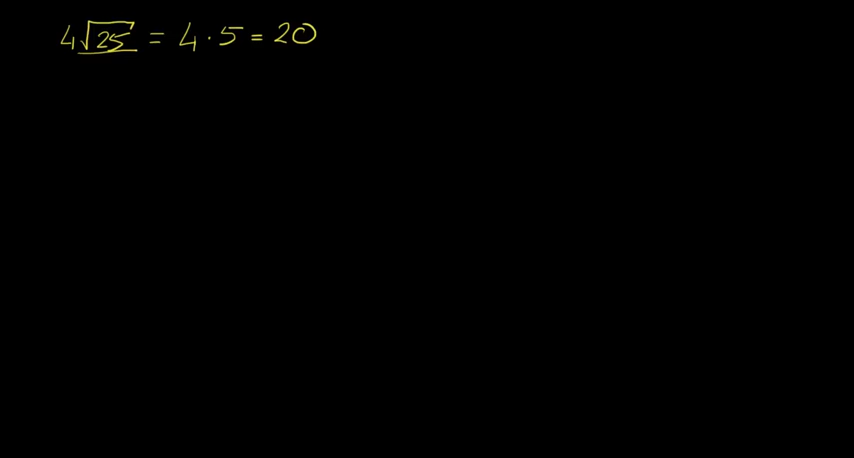 4√25 = 4 · 5 = 20